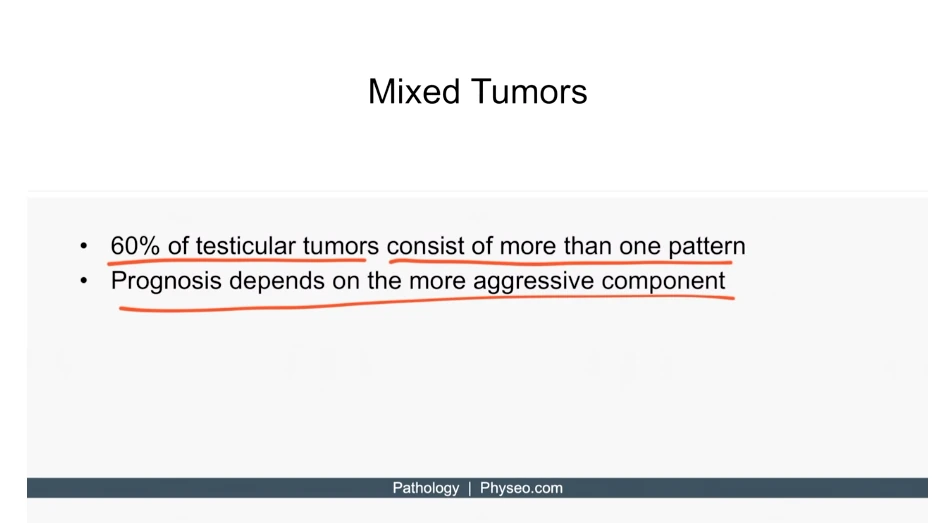 Mixed Tumors
• 60% of testicular tumors consist of more than one pattern
• Prognosis depends on the more aggressive component
Pathology | Physeo.com